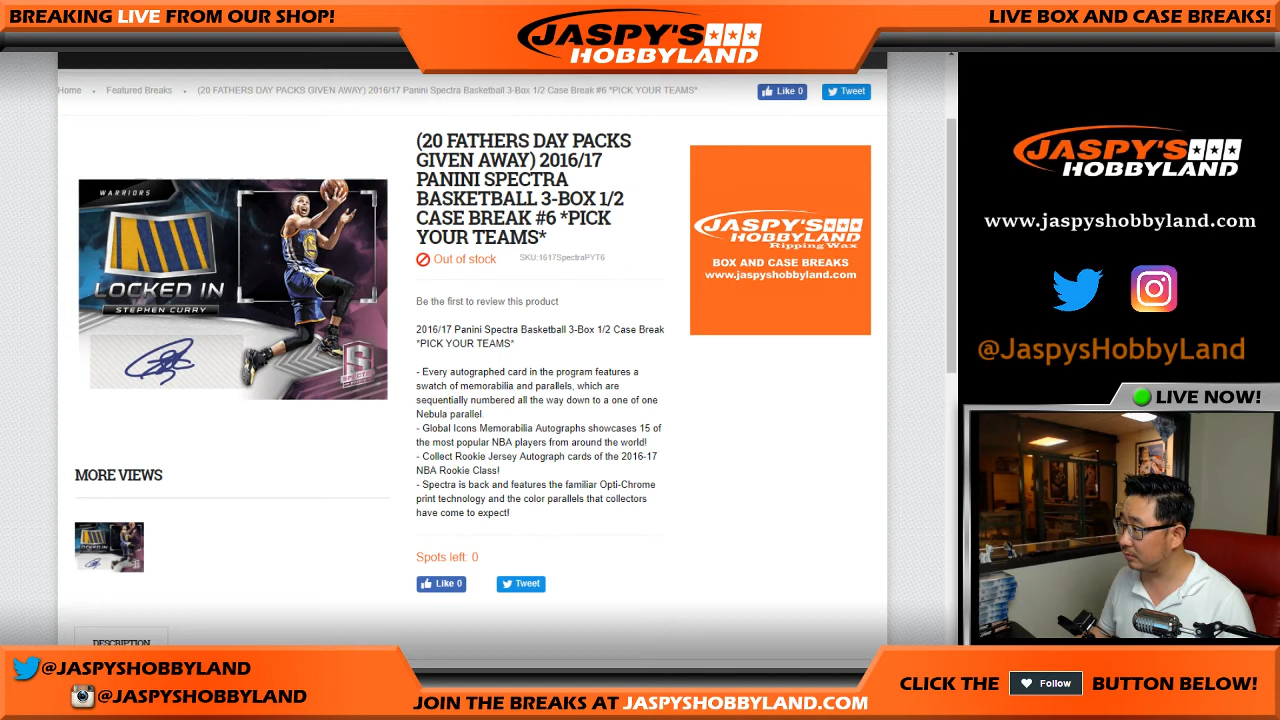 BREAKING LIVE FROM OUR SHOP!
JASPY'S
HOBBYLAND
LIVE BOX AND CASE BREAKS!
Home • Featured Breaks • (20 FATHERS DAY PACKS GIVEN AWAY) 2016/17 Panini Spectra Basketball 3-Box 1/2 Case Break #6 *PICK YOUR TEAMS*
Like 0
Tweet
(20 FATHERS DAY PACKS
GIVEN AWAY) 2016/17
PANINI SPECTRA
BASKETBALL 3-BOX 1/2
CASE BREAK #6 *PICK
YOUR TEAMS*
Out of stock
SKU:1617SpectraPYT6
Be the first to review this product
2016/17 Panini Spectra Basketball 3-Box 1/2 Case Break
*PICK YOUR TEAMS*
- Every autographed card in the program features a
swatch of memorabilia and parallels, which are
sequentially numbered all the way down to a one of one
Nebula parallel
- Global Icons Memorabilia Autographs showcases 15 of
the most popular NBA players from around the world!
- Collect Rookie Jersey Autograph cards of the 2016-17
NBA Rookie Class!
- Spectra is back and features the familiar Opti-Chrome
print technology and the color parallels that collectors
have come to expect!
Spots left: 0
Like 0
Tweet
WARRIORS
LOCKED IN
STEPHEN CURRY
SPECTRA
MORE VIEWS
LOCKED IN
DESCRIPTION
JASPY'S
HOBBYLAND
Ripping Wax
BOX AND CASE BREAKS
www.jaspyshobbyland.com
JASPY'S
HOBBYLAND
www.jaspyshobbyland.com
@JaspysHobbyLand
LIVE NOW!
@JASPYSHOBBYLAND
@JASPYSHOBBYLAND
JOIN THE BREAKS AT JASPYSHOBBYLAND.COM
CLICK THE Follow BUTTON BELOW!